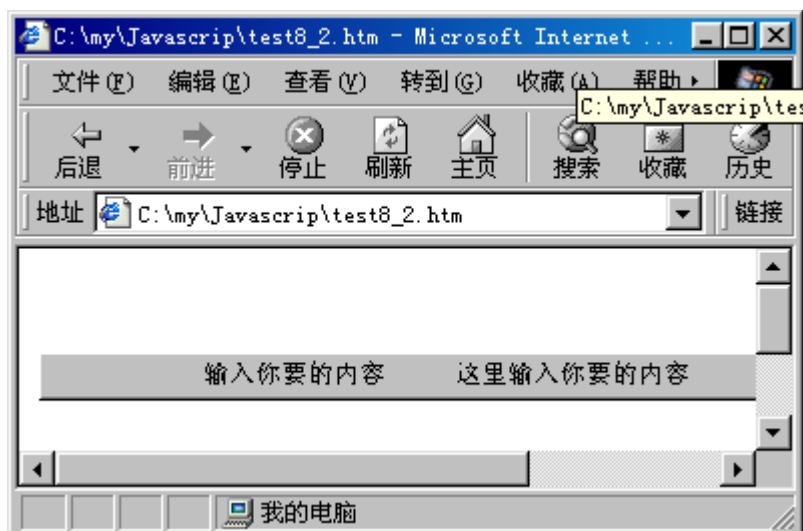 C:\my\Javascrip\test8_2.htm - Microsoft Internet ...
文件(F) 编辑(E) 查看(V) 转到(G) 收藏(A) 帮助
C:\my\Javascrip\tes
后退 前进 停止 刷新 主页 搜索 收藏 历史
地址 C:\my\Javascrip\test8_2.htm 链接
输入你要的内容 这里输入你要的内容
我的电脑